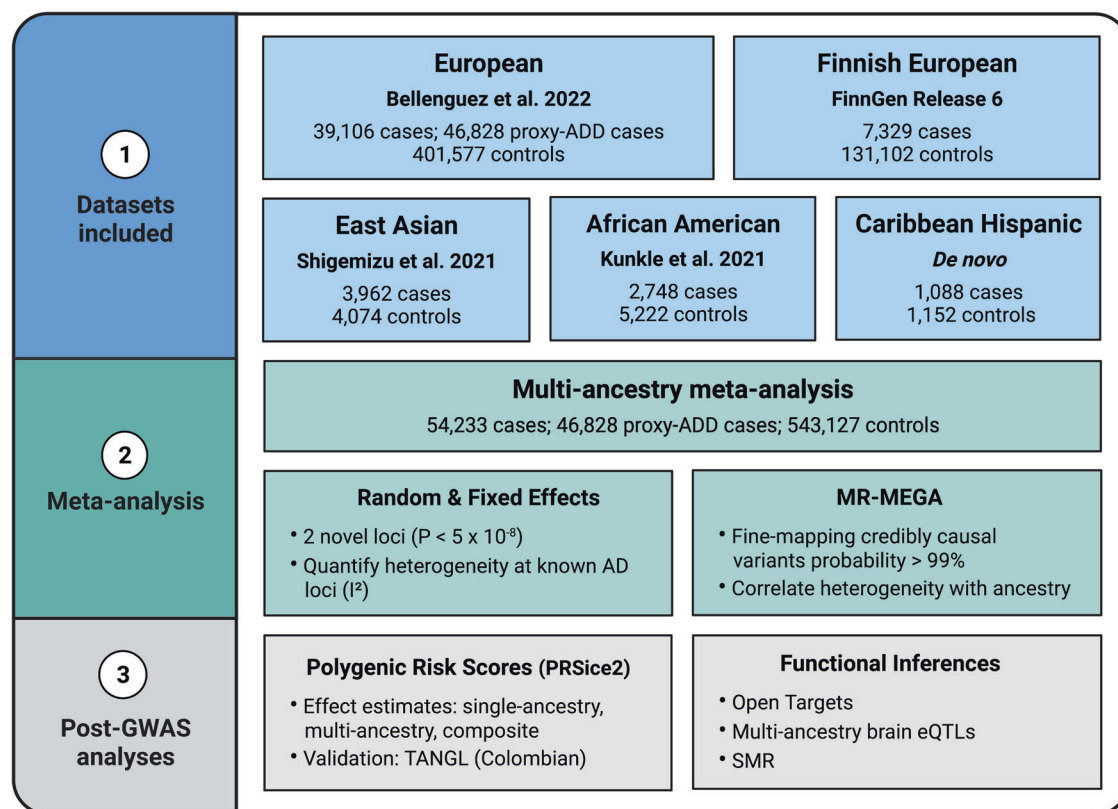 1
Datasets
included
European
Bellenguez et al. 2022
39,106 cases; 46,828 proxy-ADD cases
401,577 controls
Finnish European
FinnGen Release 6
7,329 cases
131,102 controls
East Asian
Shigemizu et al. 2021
3,962 cases
4,074 controls
African American
Kunkle et al. 2021
2,748 cases
5,222 controls
Caribbean Hispanic
De novo
1,088 cases
1,152 controls
2
Meta-analysis
Multi-ancestry meta-analysis
54,233 cases; 46,828 proxy-ADD cases; 543,127 controls
Random & Fixed Effects
• 2 novel loci (P < 5 x 10⁻⁸)
• Quantify heterogeneity at known AD
loci (I²)
MR-MEGA
• Fine-mapping credibly causal
variants probability > 99%
• Correlate heterogeneity with ancestry
3
Post-GWAS
analyses
Polygenic Risk Scores (PRSice2)
• Effect estimates: single-ancestry,
multi-ancestry, composite
• Validation: TANGL (Colombian)
Functional Inferences
• Open Targets
• Multi-ancestry brain eQTLs
• SMR